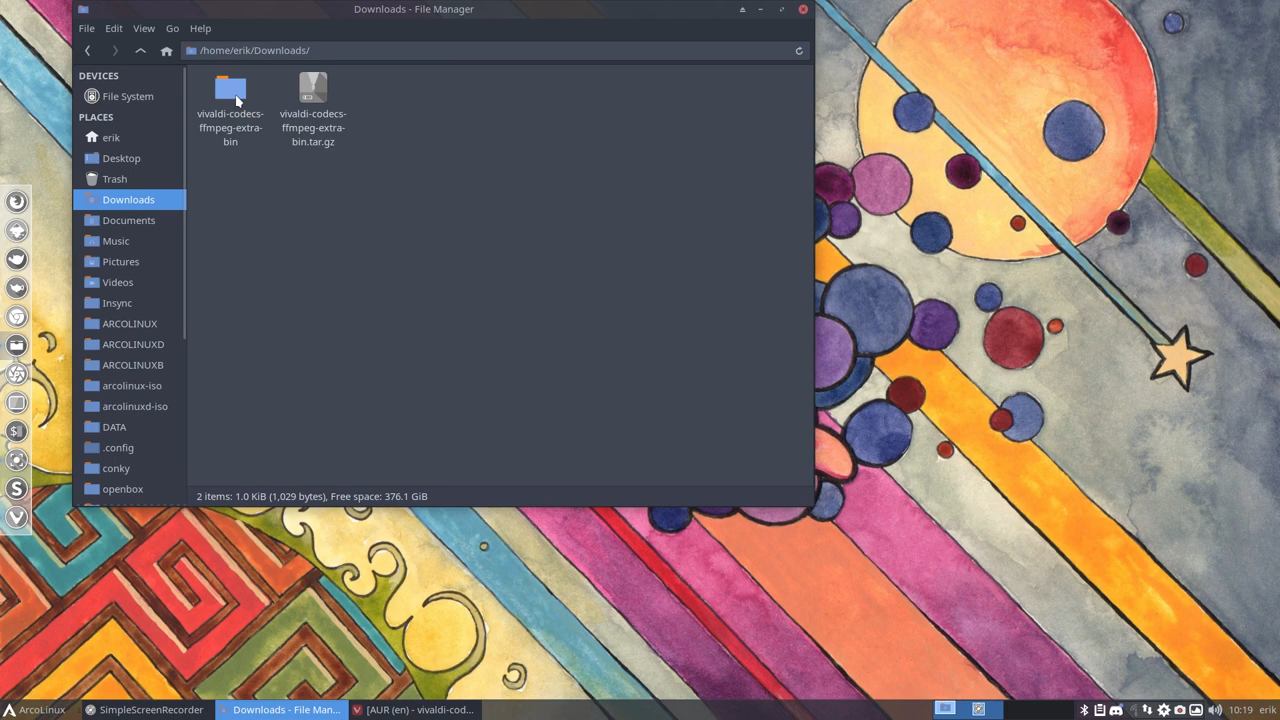 Downloads - File Manager
File Edit View Go Help
/home/erik/Downloads/
DEVICES
File System
PLACES
erik
Desktop
Trash
Downloads
Documents
Music
Pictures
Videos
Insync
ARCOLINUX
ARCOLINUXD
ARCOLINUXB
arcolinux-iso
arcolinuxd-iso
DATA
.config
conky
openbox
vivaldi-codecs-
ffmpeg-extra-
bin
vivaldi-codecs-
ffmpeg-extra-
bin.tar.gz
2 items: 1.0 KiB (1,029 bytes), Free space: 376.1 GiB
ArcoLinux SimpleScreenRecorder Downloads - File Man... [AUR (en) - vivaldi-cod... 10:19 erik